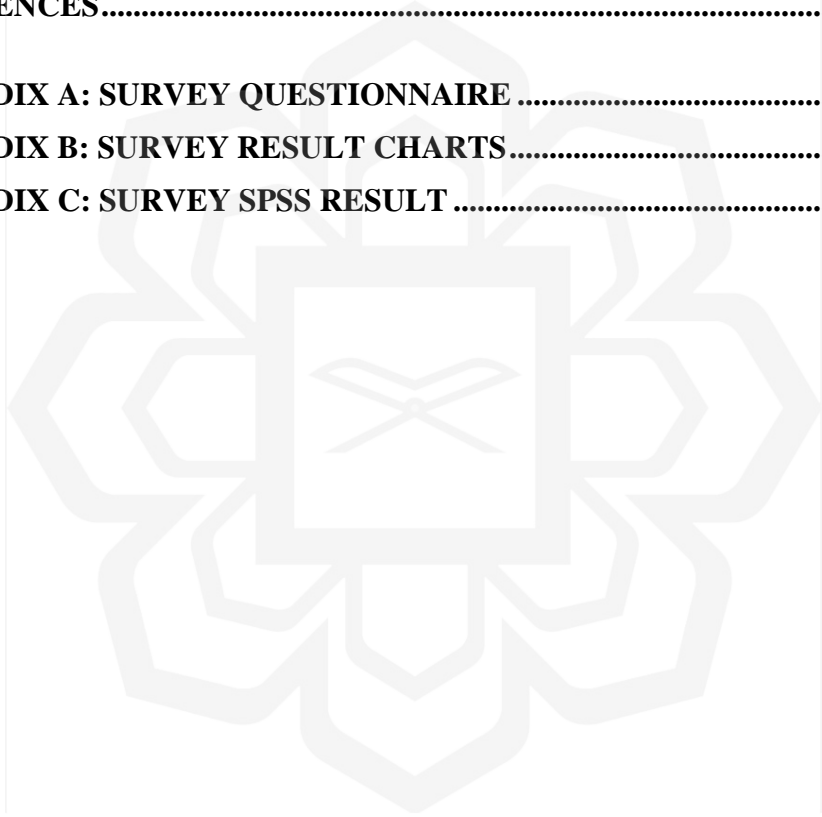 ENCES................................................................................................
DIX A: SURVEY QUESTIONNAIRE ........................................
DIX B: SURVEY RESULT CHARTS.........................................
DIX C: SURVEY SPSS RESULT ................................................